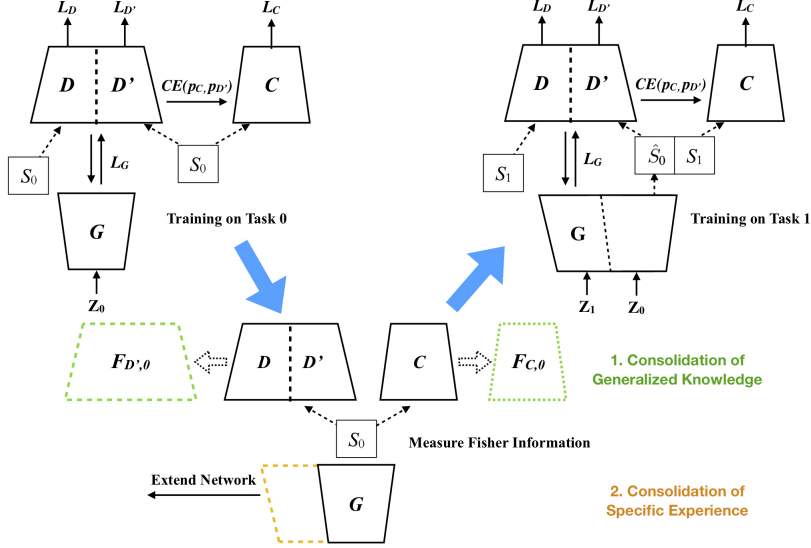 L_D L_D' L_C
D D' CE(p_C, p_D') C
S_0 L_G S_0
G Training on Task 0
Z_0
L_D L_D' L_C
D D' CE(p_C, p_D') C
S_1 L_G Ŝ_0 S_1
G Training on Task 1
Z_1 Z_0
F_D',0 D D' C F_C,0
1. Consolidation of
Generalized Knowledge
S_0 Measure Fisher Information
Extend Network
G
2. Consolidation of
Specific Experience